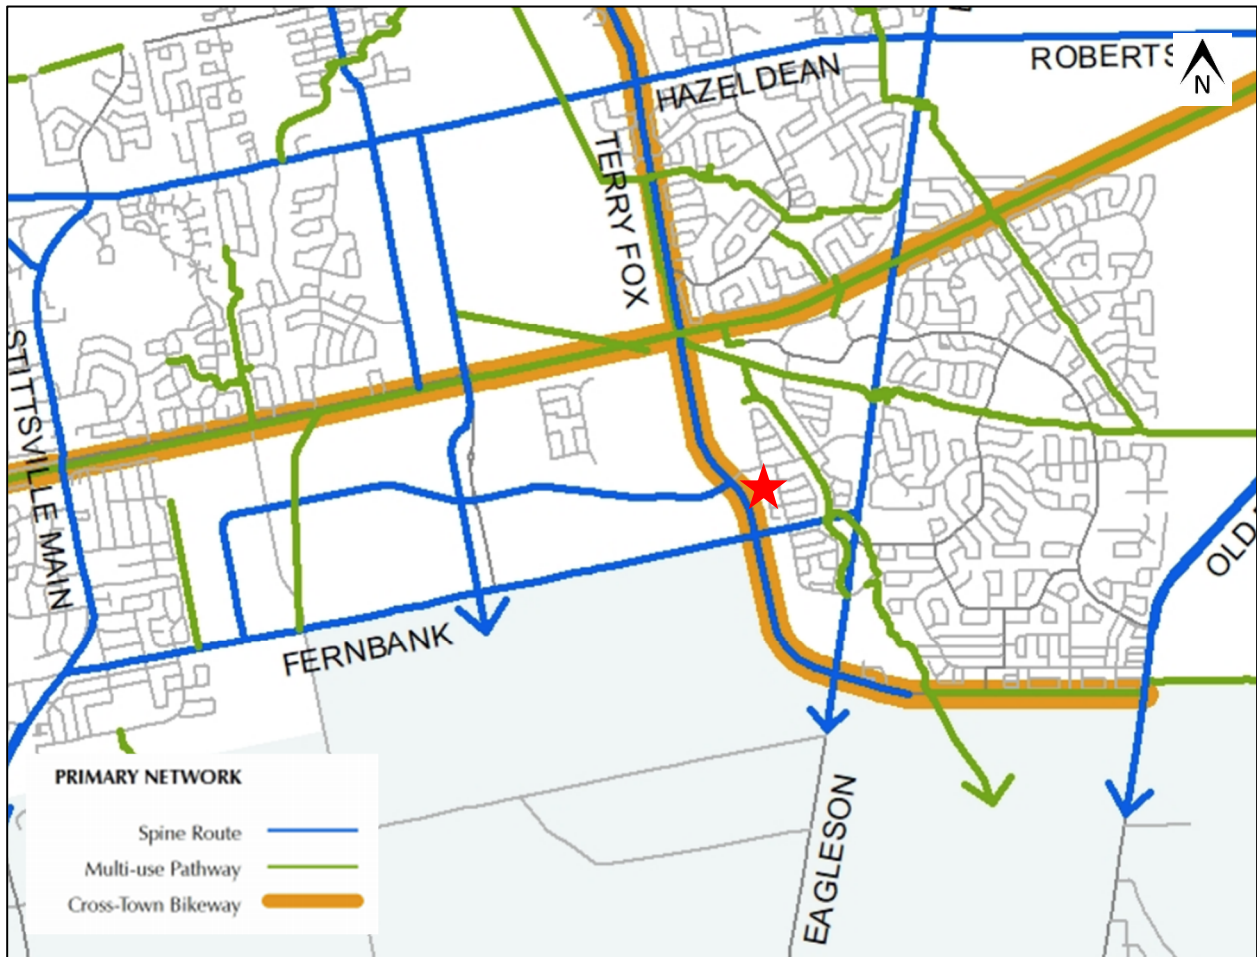 ROBERTS
N
HAZELDEAN
TERRY FOX
STITTSVILLE MAIN
OLD
FERNBANK
EAGLESON
PRIMARY NETWORK
Spine Route
Multi-use Pathway
Cross-Town Bikeway